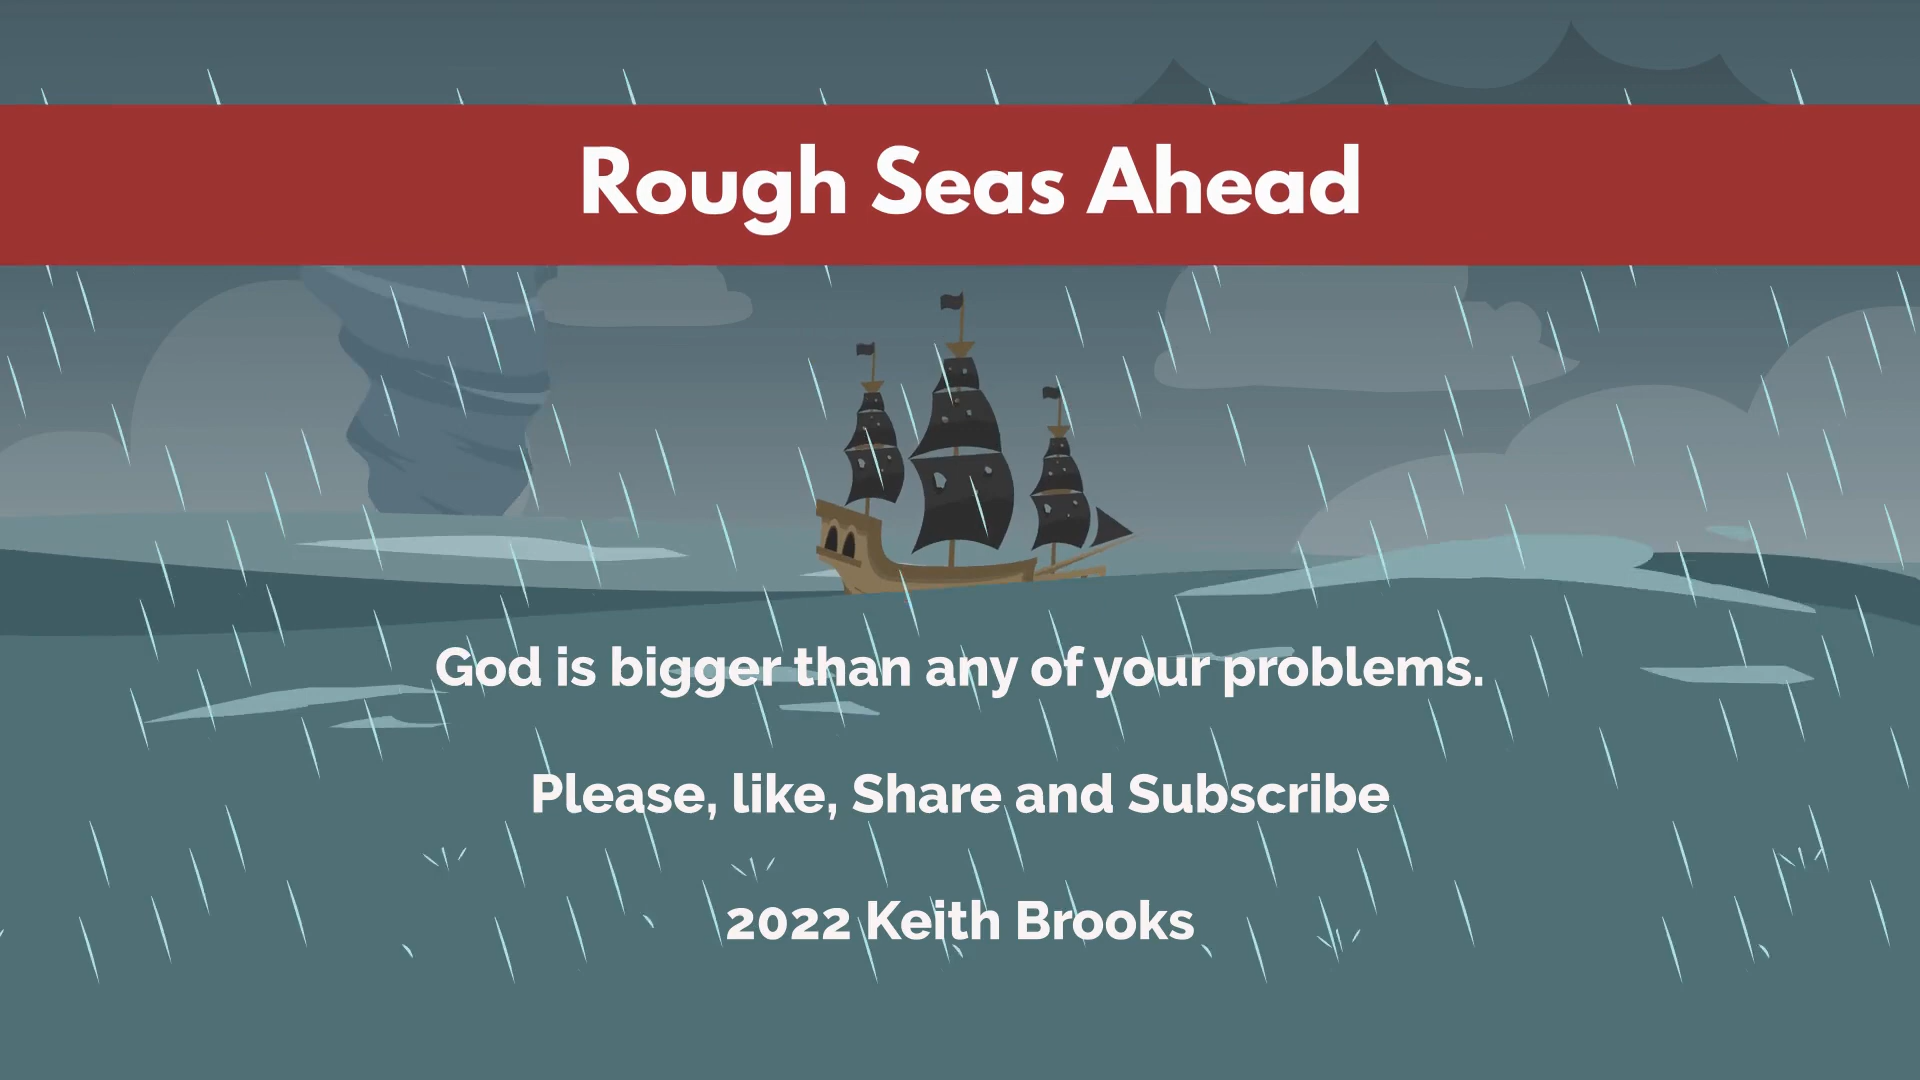 Rough Seas Ahead
God is bigger than any of your problems.
Please, like, Share and Subscribe
2022 Keith Brooks